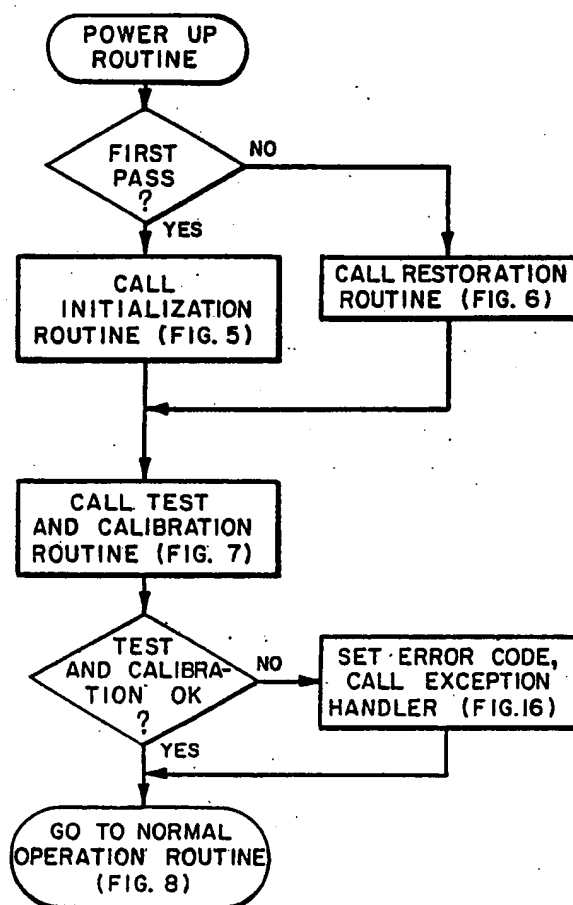 POWER UP
ROUTINE
FIRST
PASS
?
NO
YES
CALL
INITIALIZATION
ROUTINE (FIG. 5)
CALL RESTORATION
ROUTINE (FIG. 6)
CALL TEST
AND CALIBRATION
ROUTINE (FIG. 7)
TEST
AND CALIBRA-
TION OK
?
NO
YES
SET ERROR CODE,
CALL EXCEPTION
HANDLER (FIG.16)
GO TO NORMAL
OPERATION ROUTINE
(FIG. 8)